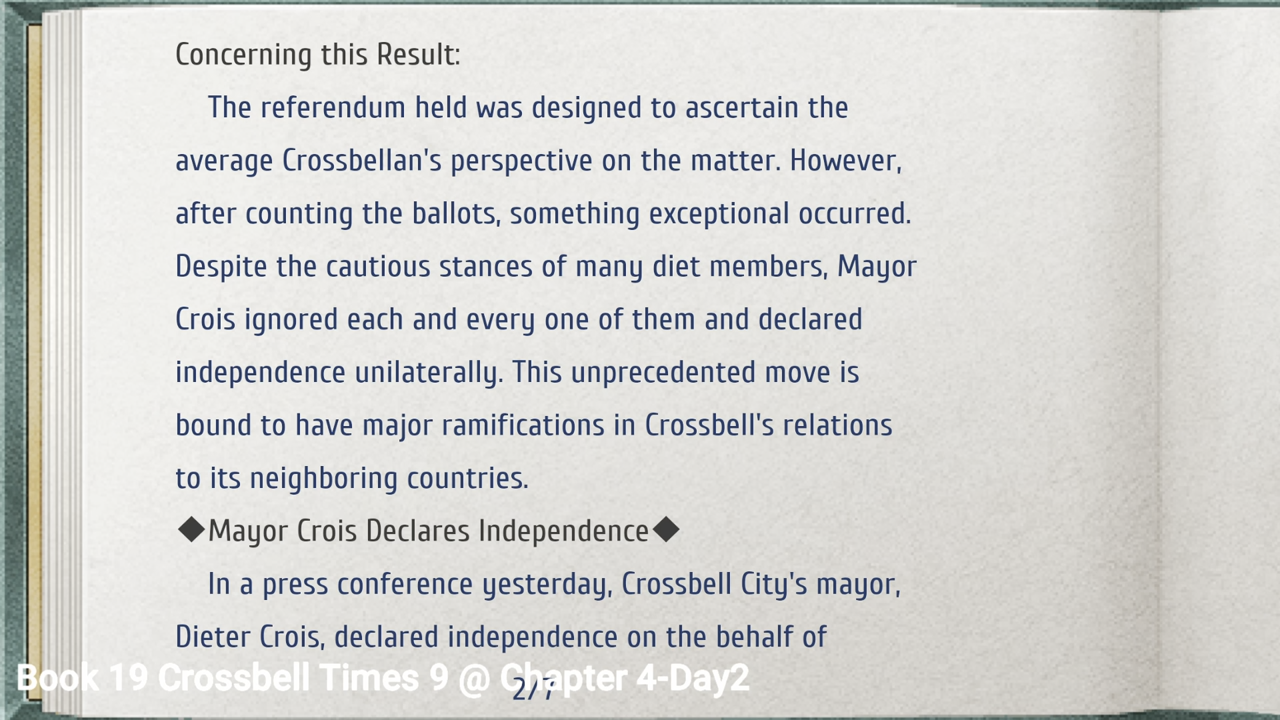 Concerning this Result:
The referendum held was designed to ascertain the
average Crossbellan's perspective on the matter. However,
after counting the ballots, something exceptional occurred.
Despite the cautious stances of many diet members, Mayor
Crois ignored each and every one of them and declared
independence unilaterally. This unprecedented move is
bound to have major ramifications in Crossbell's relations
to its neighboring countries.
◆Mayor Crois Declares Independence◆
In a press conference yesterday, Crossbell City's mayor,
Dieter Crois, declared independence on the behalf of
Book 19 Crossbell Times 9 @ Chapter 4-Day2
2/7